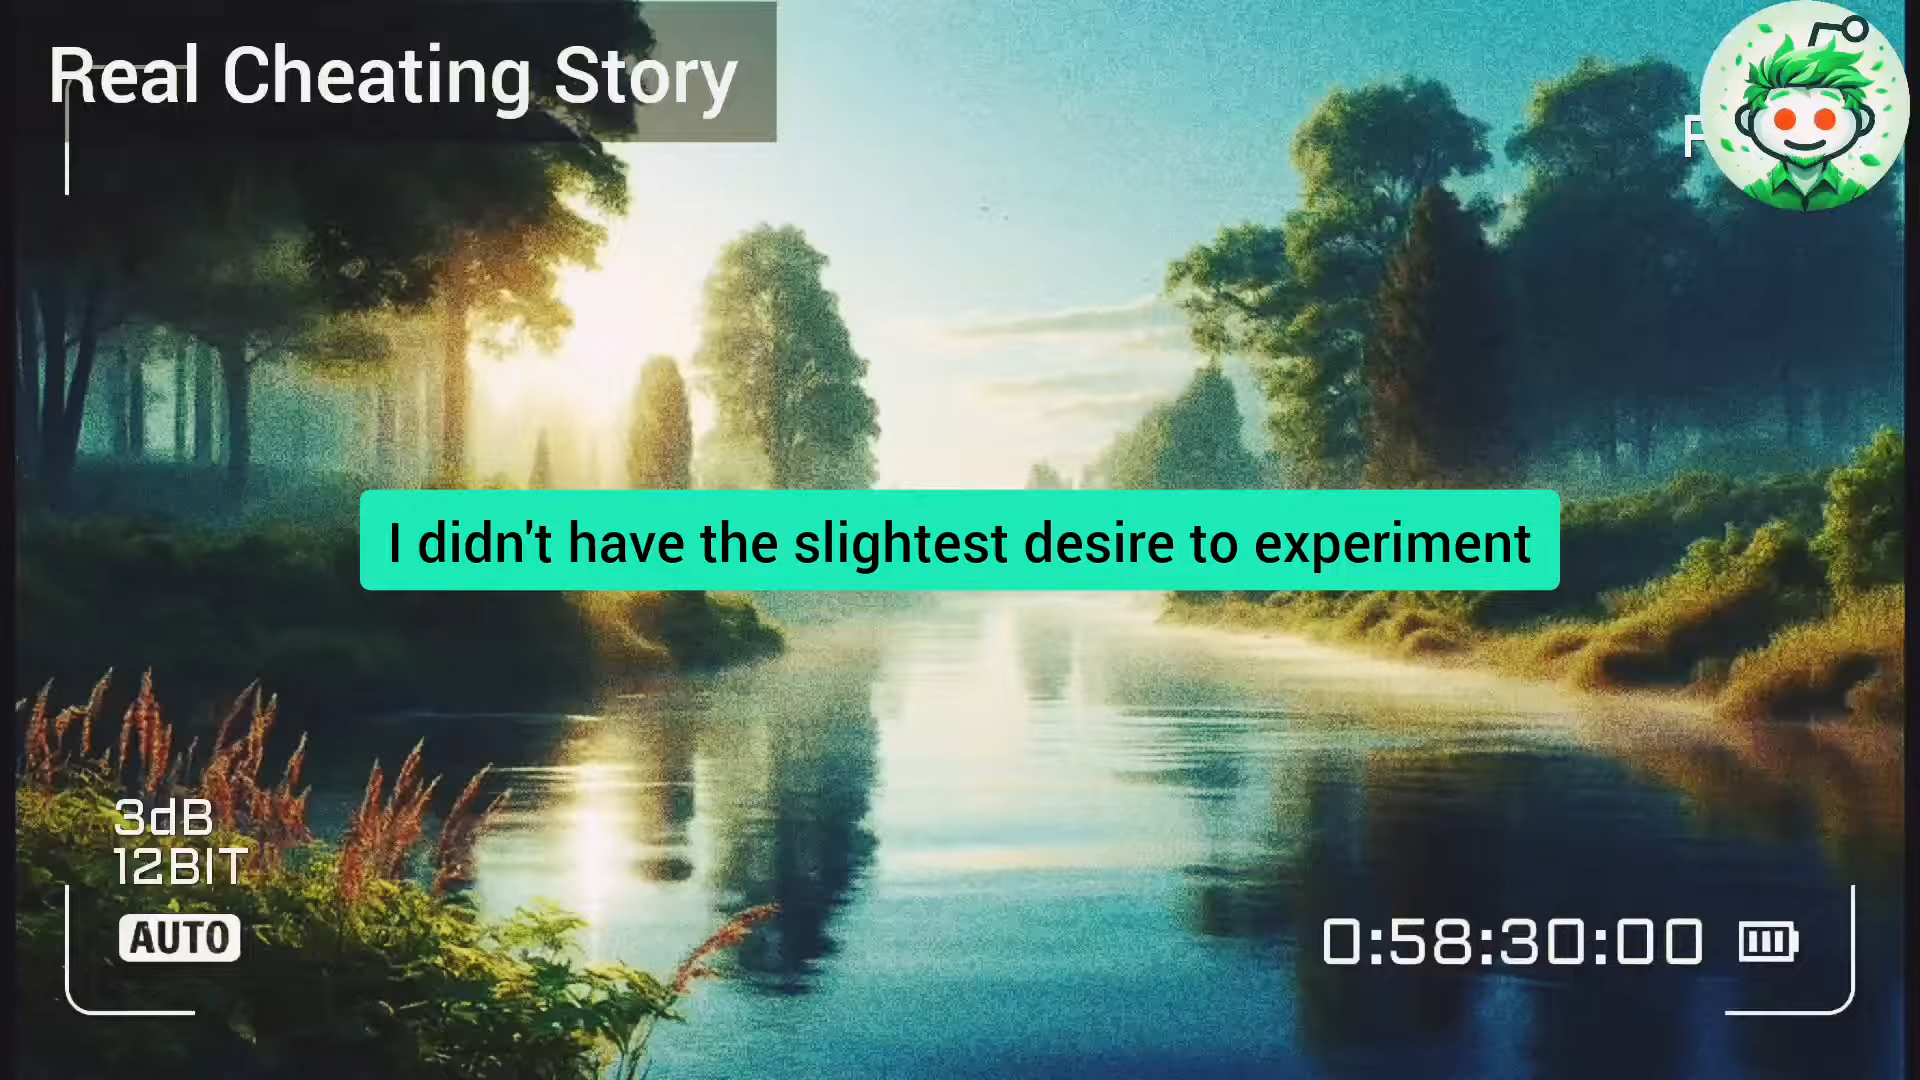 Real Cheating Story
I didn't have the slightest desire to experiment
3dB
12BIT
AUTO
0:58:30:00